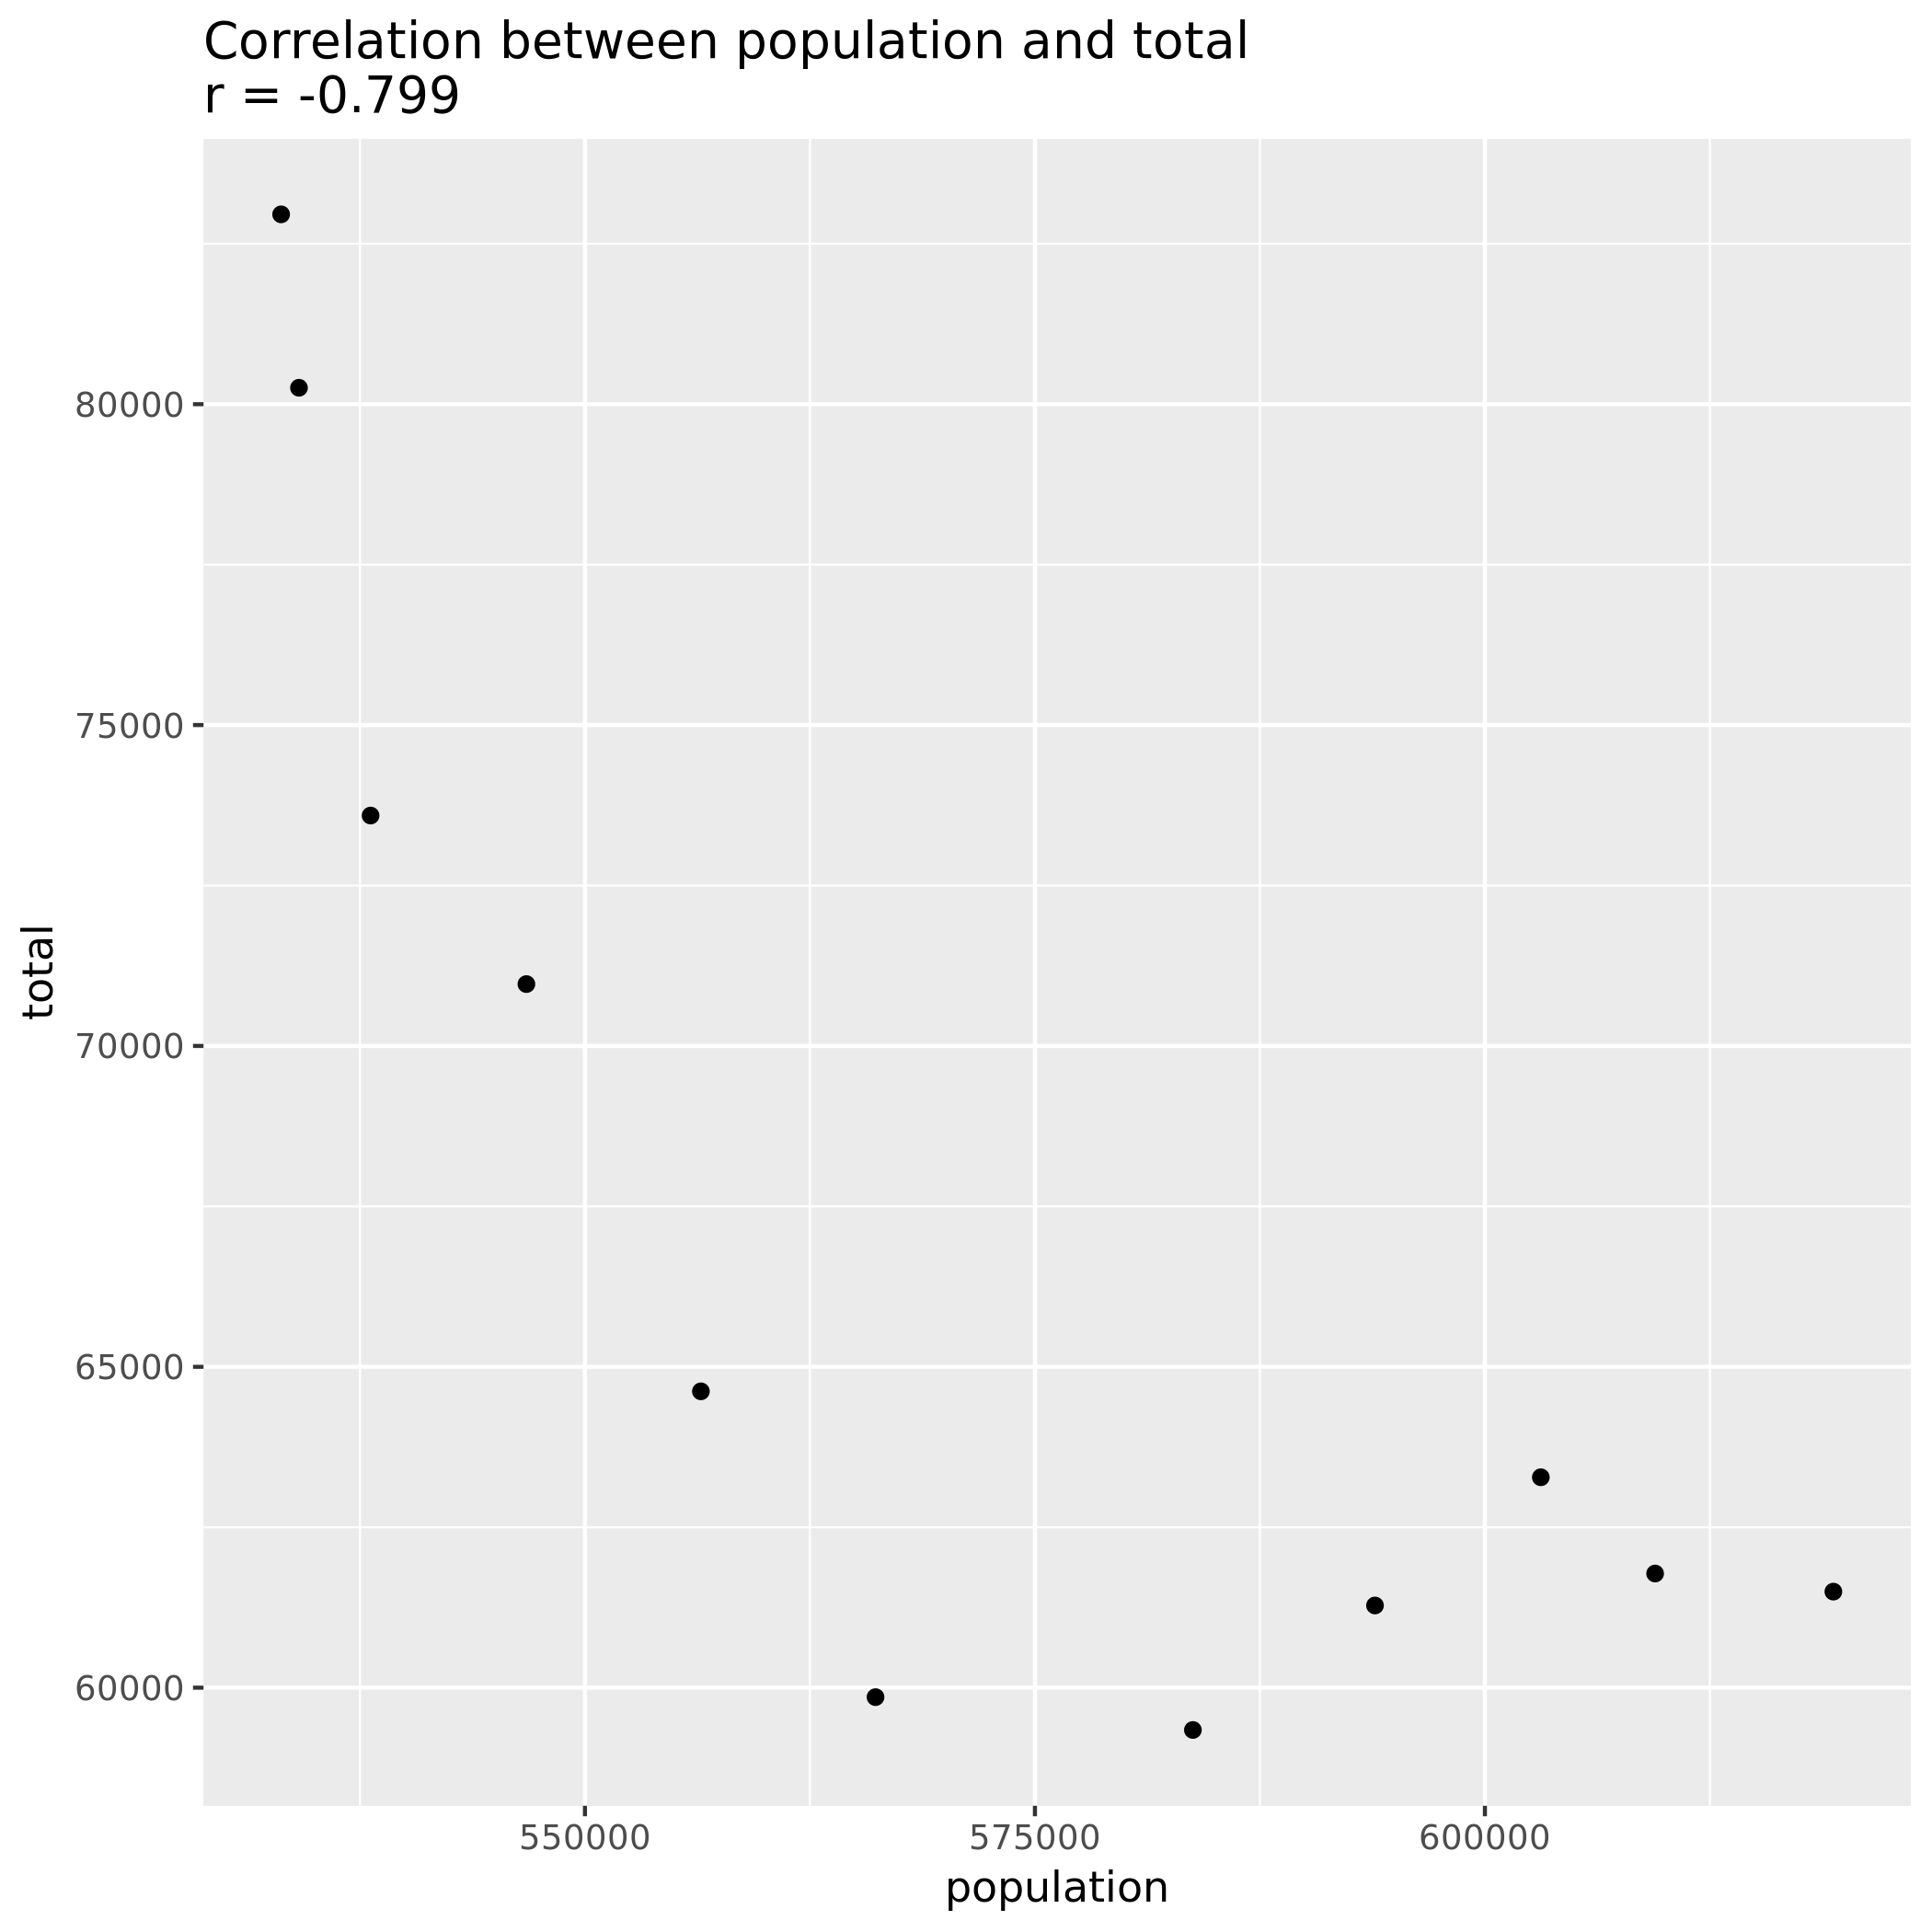 Correlation between population and total
r = -0.799
80000
75000
70000
65000
60000
total
550000
575000
600000
population